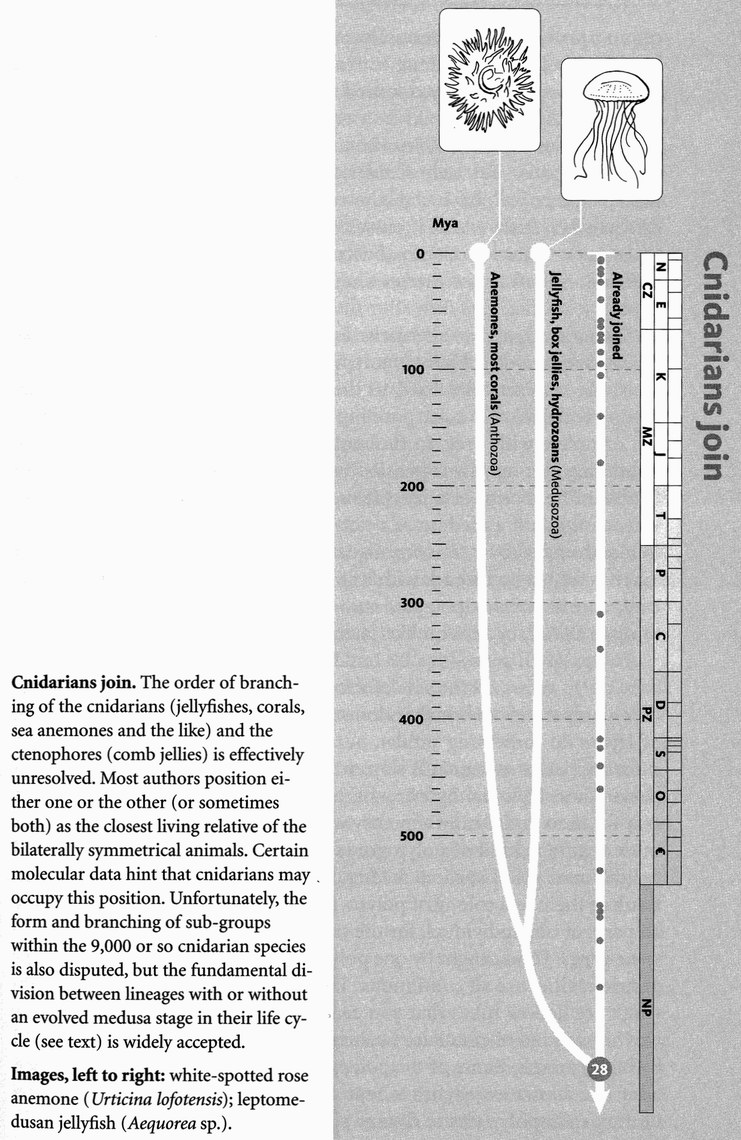 Cnidarians join
Mya
0
100
200
300
400
500
Anemones, most corals (Anthozoa)
Jellyfish, box jellies, hydrozoans (Medusozoa)
Already joined
N
E
K
J
T
P
C
D
S
O
Є
CZ
MZ
PZ
NP
28
Cnidarians join. The order of branch-
ing of the cnidarians (jellyfishes, corals,
sea anemones and the like) and the
ctenophores (comb jellies) is effectively
unresolved. Most authors position ei-
ther one or the other (or sometimes
both) as the closest living relative of the
bilaterally symmetrical animals. Certain
molecular data hint that cnidarians may
occupy this position. Unfortunately, the
form and branching of sub-groups
within the 9,000 or so cnidarian species
is also disputed, but the fundamental di-
vision between lineages with or without
an evolved medusa stage in their life cy-
cle (see text) is widely accepted.
Images, left to right: white-spotted rose
anemone (Urticina lofotensis); leptome-
dusan jellyfish (Aequorea sp.).